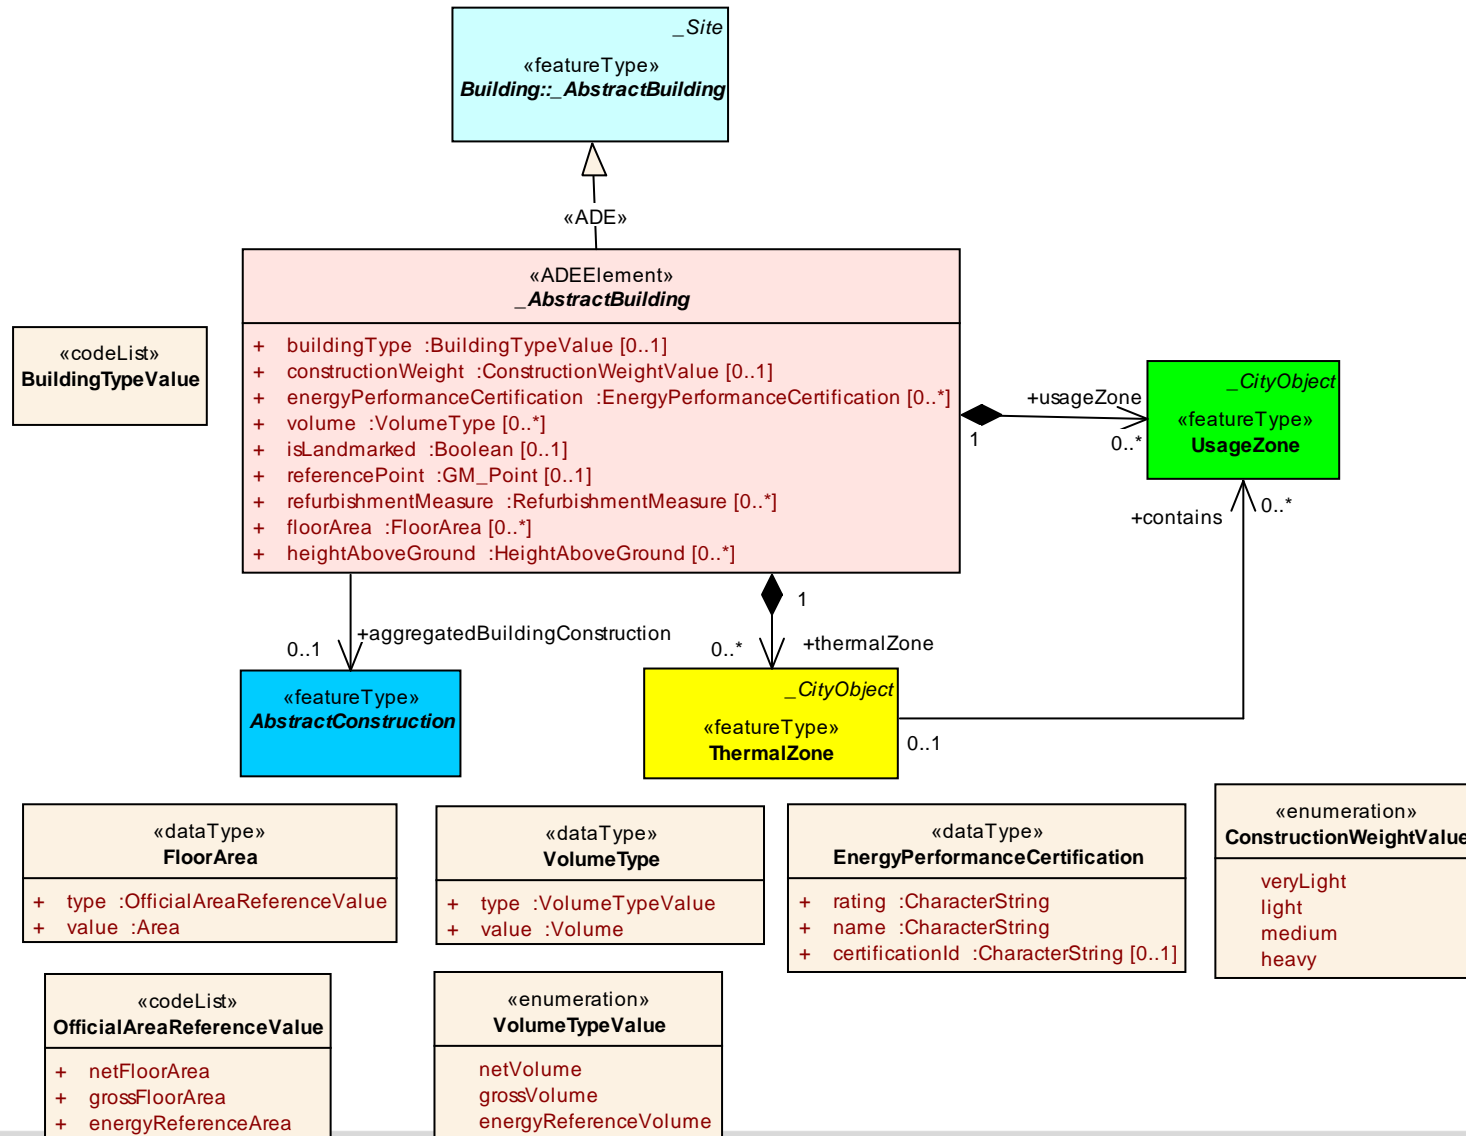 _Site
«featureType»
Building::_AbstractBuilding
«ADE»
«ADEElement»
_AbstractBuilding
+ buildingType :BuildingTypeValue [0..1]
+ constructionWeight :ConstructionWeightValue [0..1]
+ energyPerformanceCertification :EnergyPerformanceCertification [0..*]
+ volume :VolumeType [0..*]
+ isLandmarked :Boolean [0..1]
+ referencePoint :GM_Point [0..1]
+ refurbishmentMeasure :RefurbishmentMeasure [0..*]
+ floorArea :FloorArea [0..*]
+ heightAboveGround :HeightAboveGround [0..*]
«codeList»
BuildingTypeValue
+usageZone
1
0..*
_CityObject
«featureType»
UsageZone
+contains
0..*
1
0..1
+aggregatedBuildingConstruction
0..*
+thermalZone
«featureType»
AbstractConstruction
_CityObject
«featureType»
ThermalZone
0..1
«dataType»
FloorArea
+ type :OfficialAreaReferenceValue
+ value :Area
«dataType»
VolumeType
+ type :VolumeTypeValue
+ value :Volume
«dataType»
EnergyPerformanceCertification
+ rating :CharacterString
+ name :CharacterString
+ certificationId :CharacterString [0..1]
«enumeration»
ConstructionWeightValue
veryLight
light
medium
heavy
«codeList»
OfficialAreaReferenceValue
+ netFloorArea
+ grossFloorArea
+ energyReferenceArea
«enumeration»
VolumeTypeValue
netVolume
grossVolume
energyReferenceVolume